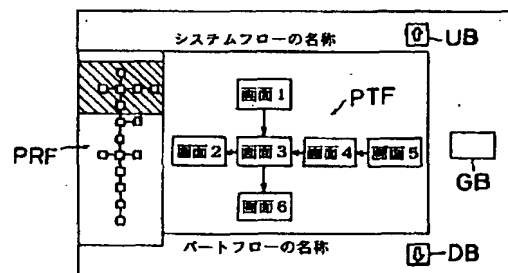 システムフローの名称
UB
画面1
PTF
PRF
画面2
画面3
画面4
画面5
GB
画面6
パートフローの名称
DB